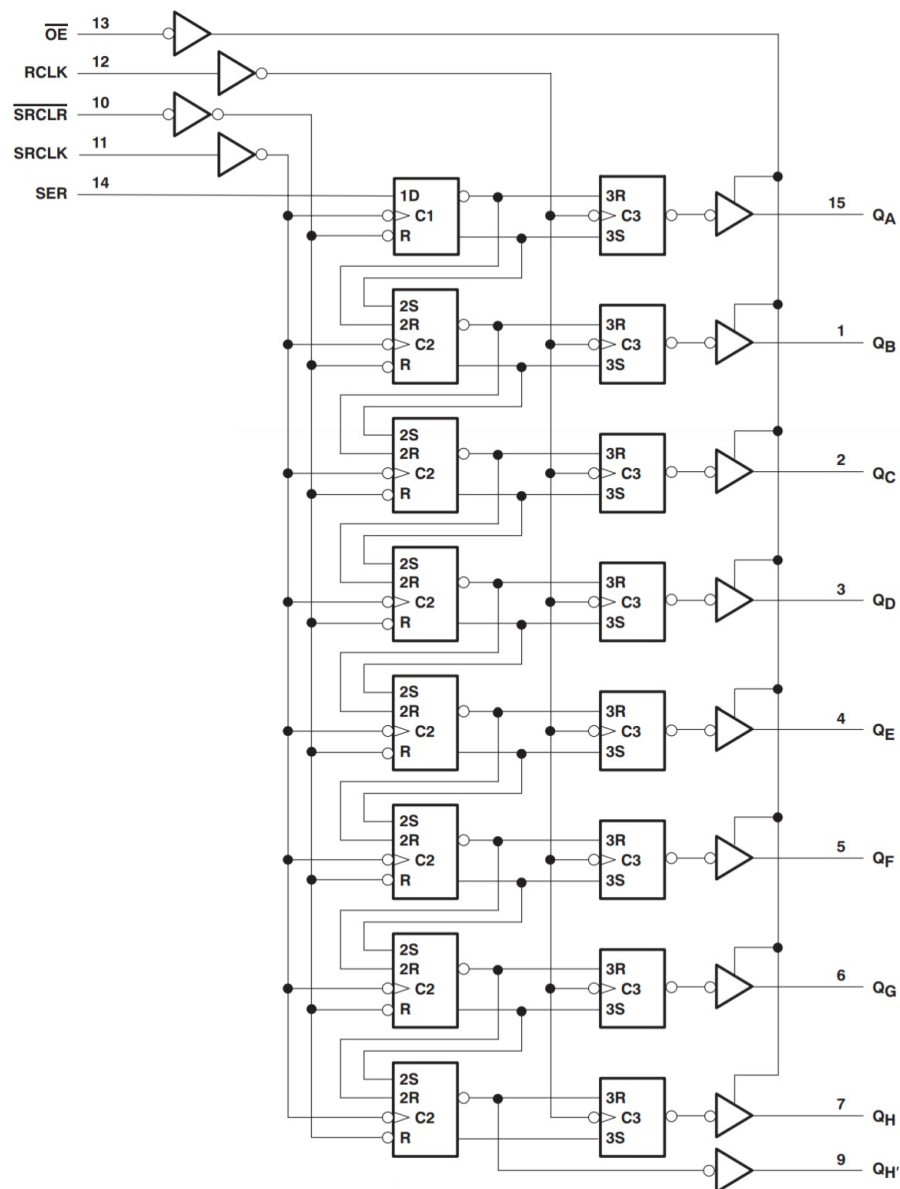 OE 13
RCLK 12
SRCLR 10
SRCLK 11
SER 14
1D
C1
R
3R
C3
3S
15 QA
2S
2R
C2
R
3R
C3
3S
1 QB
2S
2R
C2
R
3R
C3
3S
2 QC
2S
2R
C2
R
3R
C3
3S
3 QD
2S
2R
C2
R
3R
C3
3S
4 QE
2S
2R
C2
R
3R
C3
3S
5 QF
2S
2R
C2
R
3R
C3
3S
6 QG
2S
2R
C2
R
3R
C3
3S
7 QH
9 QH'